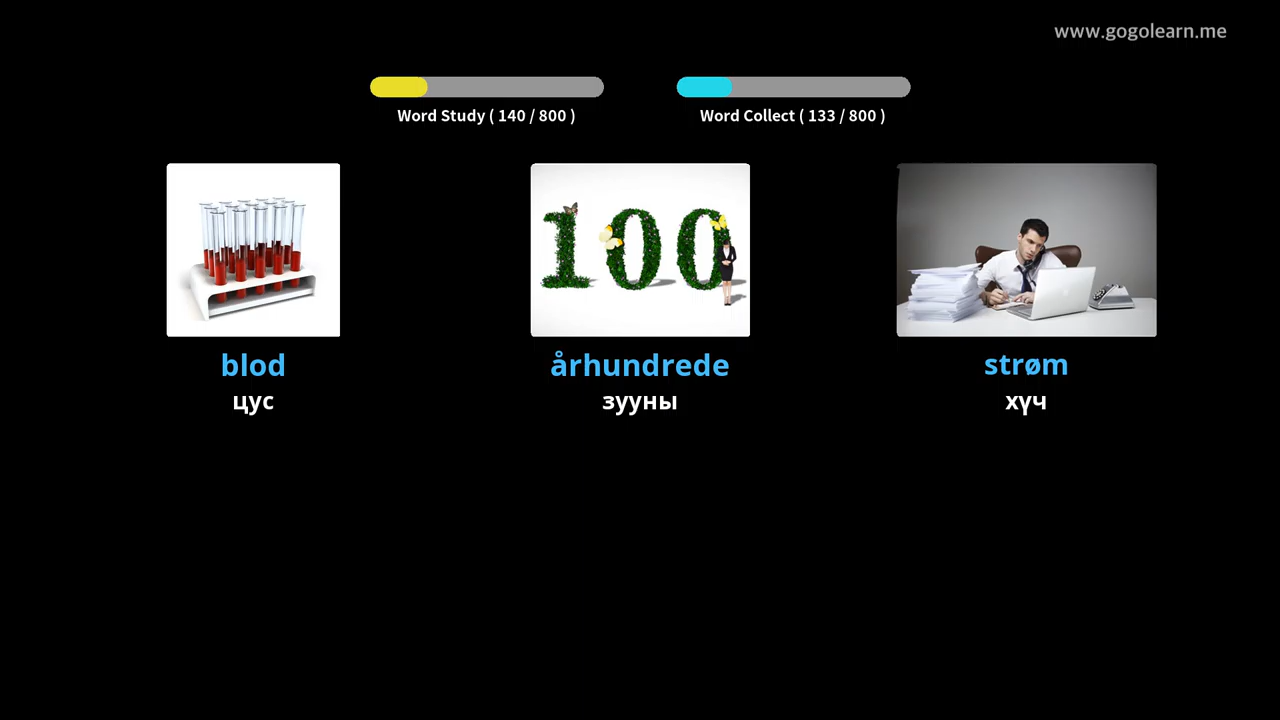 www.gogolearn.me
Word Study ( 140 / 800 )
Word Collect ( 133 / 800 )
blod
цус
århundrede
зууны
strøm
хүч